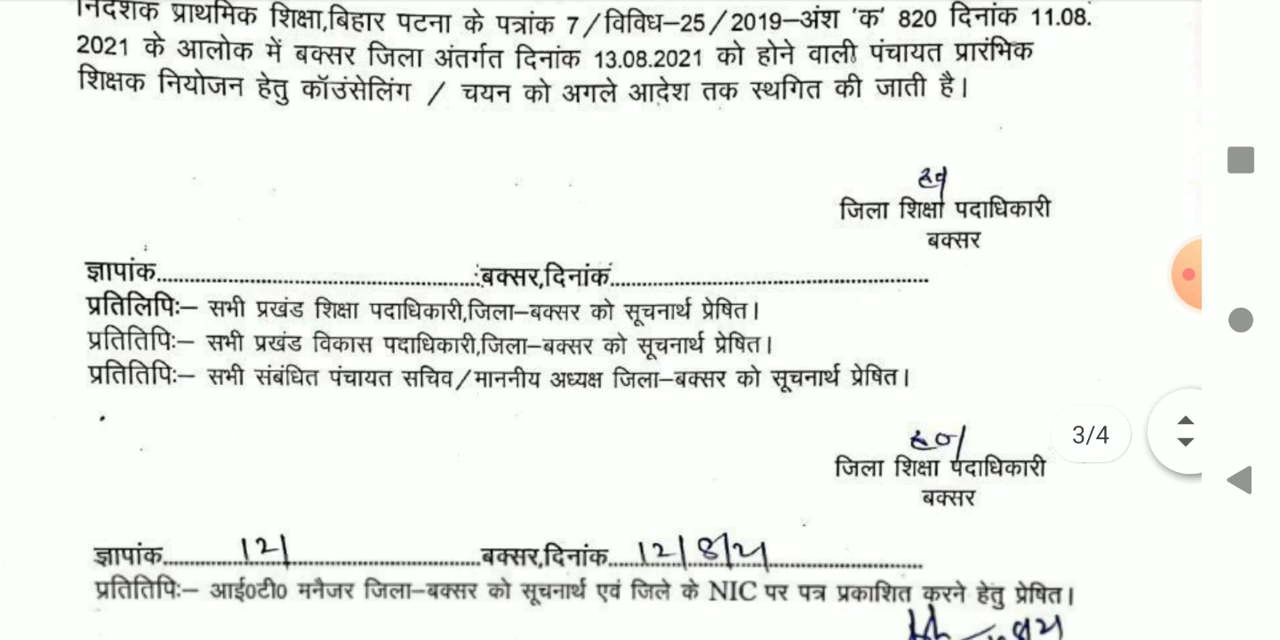 निदेशक प्राथमिक शिक्षा,बिहार पटना के पत्रांक 7/विविध–25/2019–अंश 'क' 820 दिनांक 11.08.
2021 के आलोक में बक्सर जिला अंतर्गत दिनांक 13.08.2021 को होने वाली पंचायत प्रारंभिक
शिक्षक नियोजन हेतु कॉउंसेलिंग / चयन को अगले आदेश तक स्थगित की जाती है।
जिला शिक्षा पदाधिकारी
बक्सर
ज्ञापांक..........................................बक्सर,दिनांक..........................................
प्रतिलिपिः– सभी प्रखंड शिक्षा पदाधिकारी,जिला–बक्सर को सूचनार्थ प्रेषित।
प्रतितिपिः– सभी प्रखंड विकास पदाधिकारी,जिला–बक्सर को सूचनार्थ प्रेषित।
प्रतितिपिः– सभी संबंधित पंचायत सचिव/माननीय अध्यक्ष जिला–बक्सर को सूचनार्थ प्रेषित।
3/4
जिला शिक्षा पदाधिकारी
बक्सर
ज्ञापांक..........121..........बक्सर,दिनांक...12/8/21...
प्रतितिपिः– आई0टी0 मनैजर जिला–बक्सर को सूचनार्थ एवं जिले के NIC पर पत्र प्रकाशित करने हेतु प्रेषित।